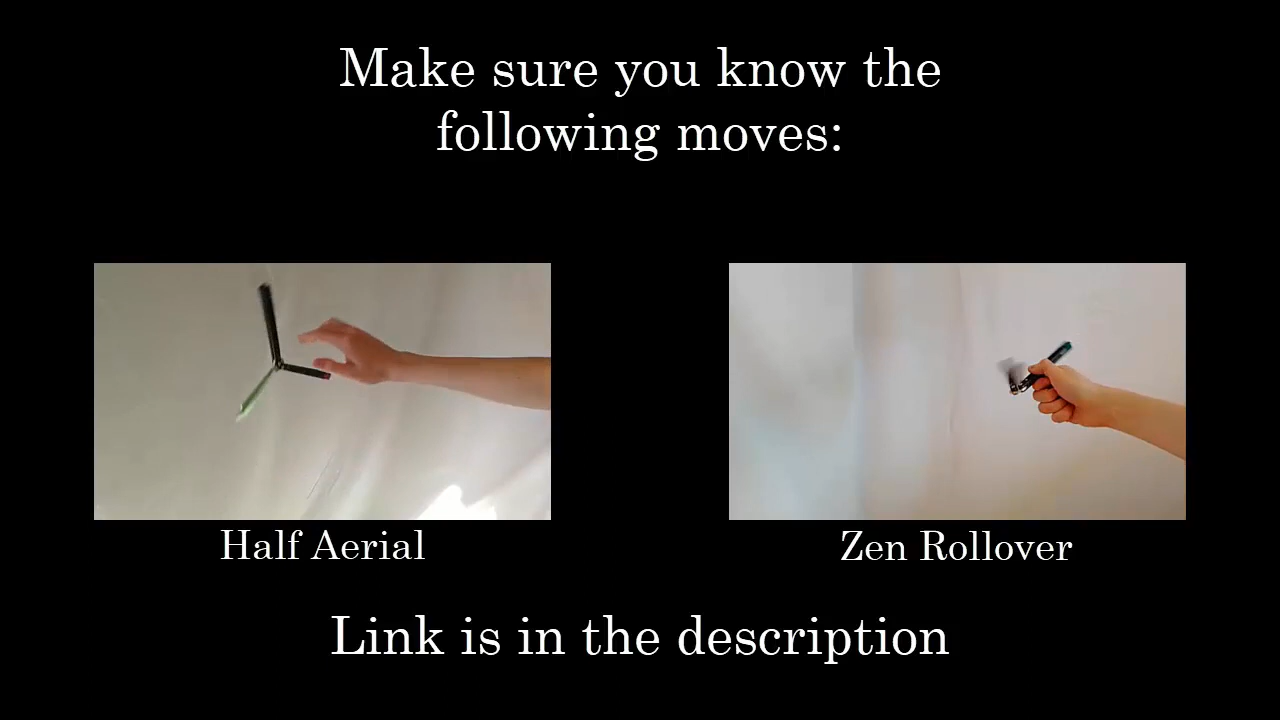 Make sure you know the
following moves:
Half Aerial
Zen Rollover
Link is in the description